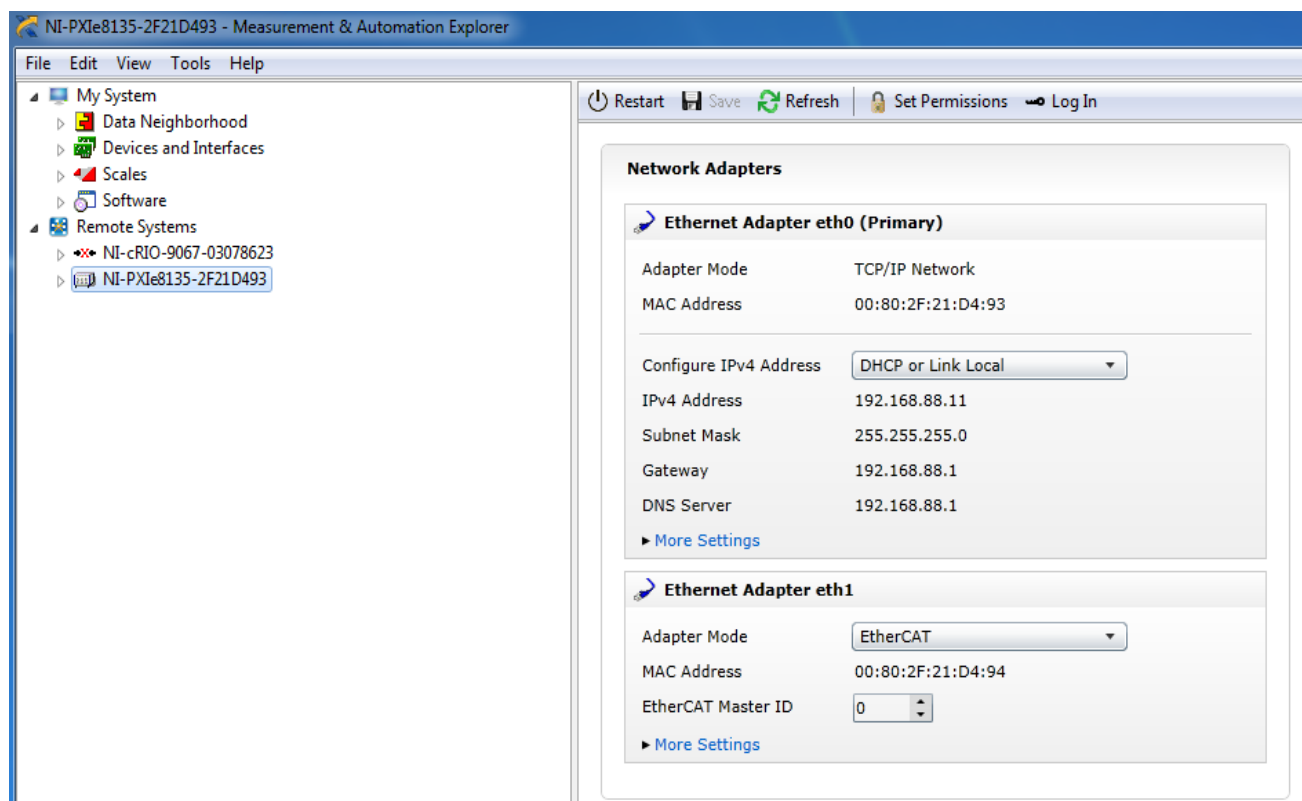 NI-PXIe8135-2F21D493 - Measurement & Automation Explorer
File Edit View Tools Help
My System
Data Neighborhood
Devices and Interfaces
Scales
Software
Remote Systems
NI-cRIO-9067-03078623
NI-PXIe8135-2F21D493
Restart Save Refresh Set Permissions Log In
Network Adapters
Ethernet Adapter eth0 (Primary)
Adapter Mode TCP/IP Network
MAC Address 00:80:2F:21:D4:93
Configure IPv4 Address DHCP or Link Local
IPv4 Address 192.168.88.11
Subnet Mask 255.255.255.0
Gateway 192.168.88.1
DNS Server 192.168.88.1
More Settings
Ethernet Adapter eth1
Adapter Mode EtherCAT
MAC Address 00:80:2F:21:D4:94
EtherCAT Master ID 0
More Settings